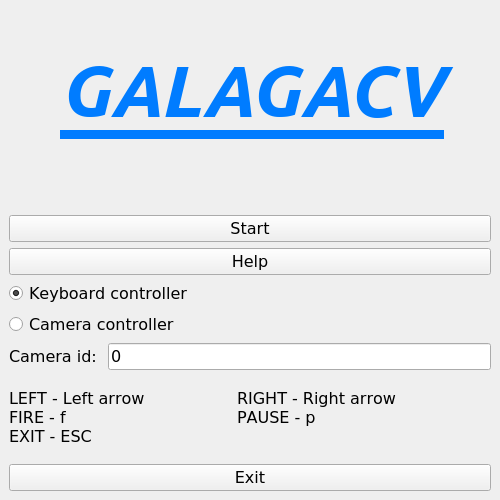 GALAGACV
Start
Help
Keyboard controller
Camera controller
Camera id: 0
LEFT - Left arrow RIGHT - Right arrow
FIRE - f PAUSE - p
EXIT - ESC
Exit